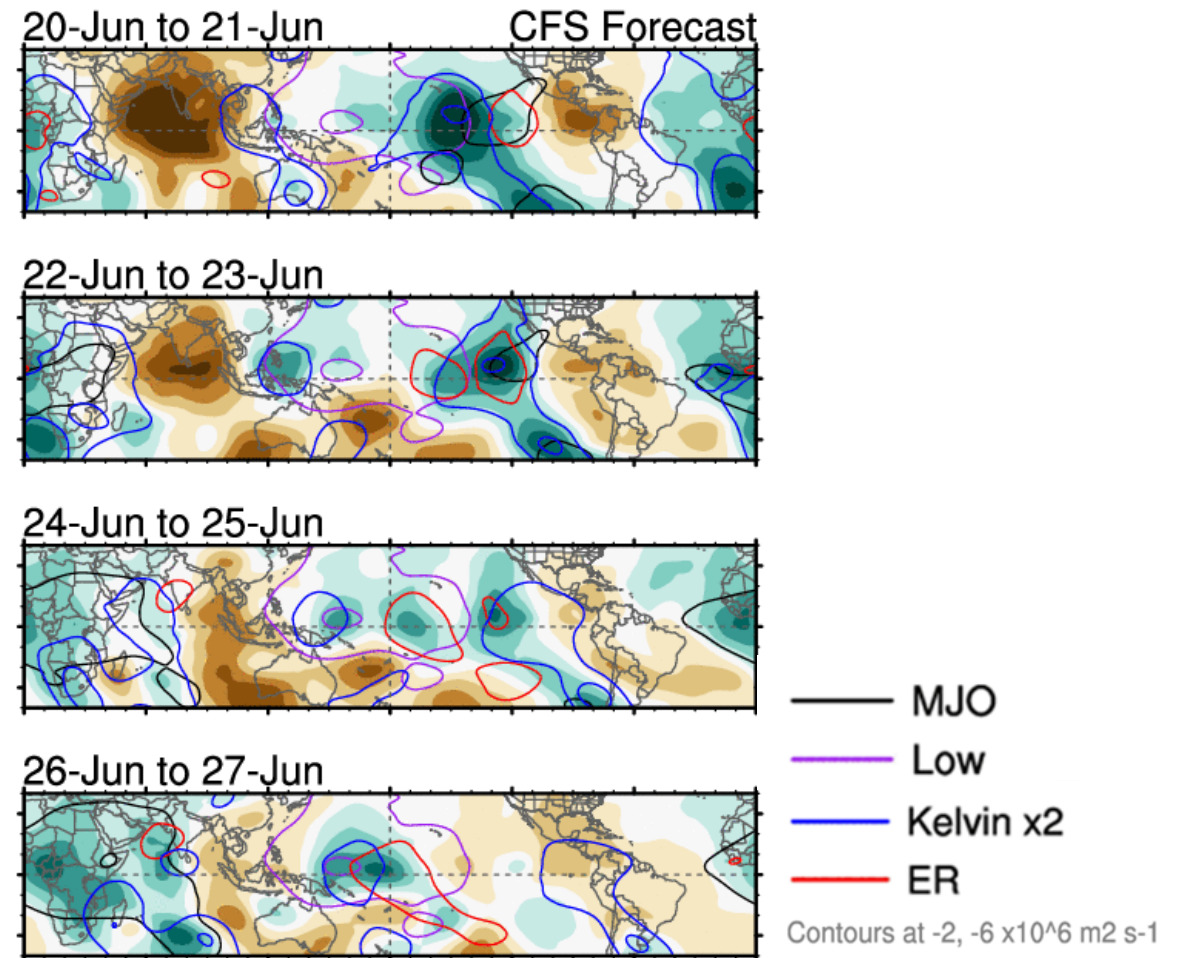 20-Jun to 21-Jun CFS Forecast
22-Jun to 23-Jun
24-Jun to 25-Jun
26-Jun to 27-Jun
MJO
Low
Kelvin x2
ER
Contours at -2, -6 x10^6 m2 s-1